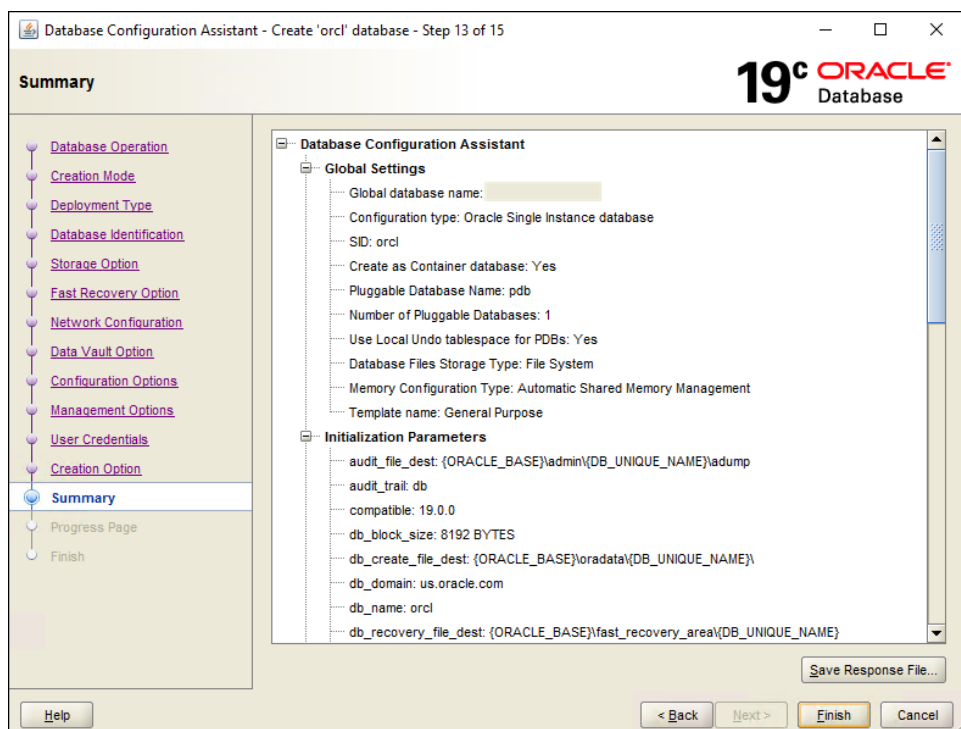 Database Configuration Assistant - Create 'orcl' database - Step 13 of 15
Summary
19c ORACLE
Database
Database Operation
Creation Mode
Deployment Type
Database Identification
Storage Option
Fast Recovery Option
Network Configuration
Data Vault Option
Configuration Options
Management Options
User Credentials
Creation Option
Summary
Progress Page
Finish
Database Configuration Assistant
Global Settings
Global database name:
Configuration type: Oracle Single Instance database
SID: orcl
Create as Container database: Yes
Pluggable Database Name: pdb
Number of Pluggable Databases: 1
Use Local Undo tablespace for PDBs: Yes
Database Files Storage Type: File System
Memory Configuration Type: Automatic Shared Memory Management
Template name: General Purpose
Initialization Parameters
audit_file_dest: {ORACLE_BASE}\admin\{DB_UNIQUE_NAME}\adump
audit_trail: db
compatible: 19.0.0
db_block_size: 8192 BYTES
db_create_file_dest: {ORACLE_BASE}\oradata\{DB_UNIQUE_NAME}\
db_domain: us.oracle.com
db_name: orcl
db_recovery_file_dest: {ORACLE_BASE}\fast_recovery_area\{DB_UNIQUE_NAME}
Save Response File...
Help
< Back
Next >
Finish
Cancel